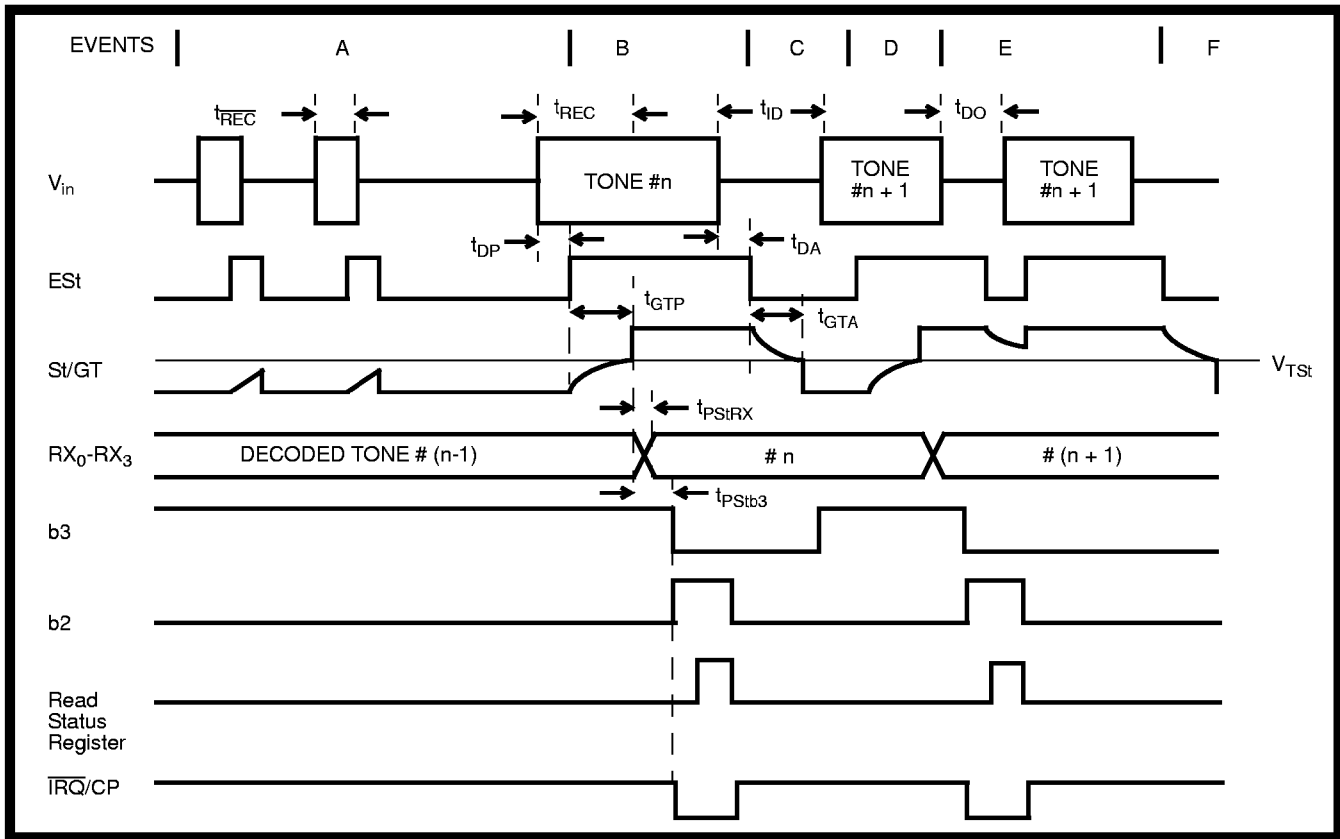 EVENTS A B C D E F
tREC tREC tID tDO
Vin TONE #n TONE #n + 1 TONE #n + 1
tDP tDA
ESt
tGTP tGTA
St/GT VTSt
tPStRX
RX0-RX3 DECODED TONE # (n-1) # n # (n + 1)
tPStb3
b3
b2
Read
Status
Register
IRQ/CP